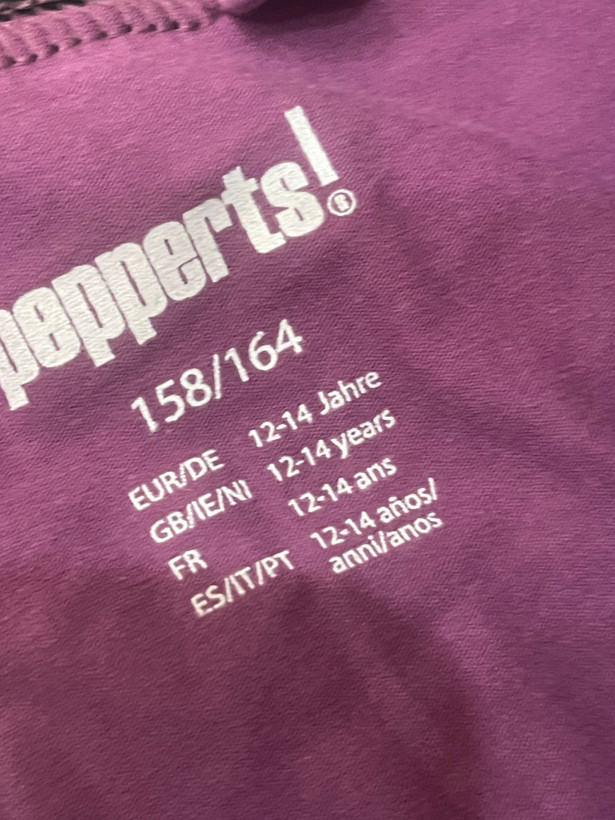 pepperts!®
158/164
EUR/DE 12-14 Jahre
GB/IE/NI 12-14 years
FR 12-14 ans
ES/IT/PT 12-14 años/
anni/anos